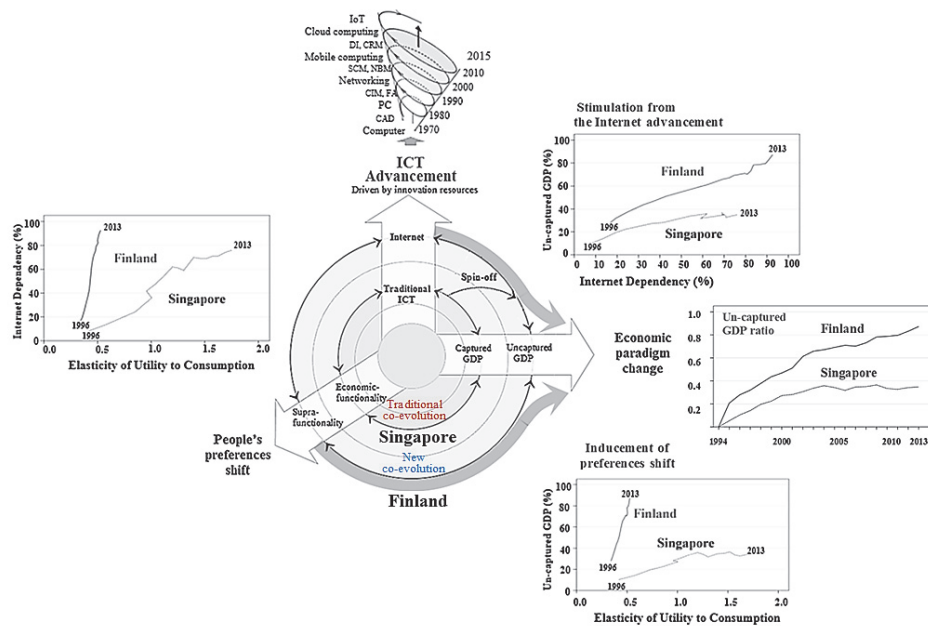 IoT
Cloud computing
DI, CRM
Mobile computing
SCM, NBM
Networking
CIM, FA
PC
CAD
Computer
2015
2010
2000
1990
1980
1970
ICT
Advancement
Driven by innovation resources
Stimulation from
the Internet advancement
Un-captured GDP (%)
100
80
60
40
20
0
2013
Finland
1996
2013
Singapore
1996
0 10 20 30 40 50 60 70 80 90 100
Internet Dependency (%)
Internet Dependency (%)
100
80
60
40
20
0
2013
Finland
Singapore
2013
1996
1996
0.0 0.5 1.0 1.5 2.0
Elasticity of Utility to Consumption
Internet
Spin-off
Traditional
ICT
Captured
GDP
Uncaptured
GDP
Economic-
functionality
Supra-
functionality
Traditional
co-evolution
Singapore
New
co-evolution
Finland
People's
preferences
shift
Economic
paradigm
change
1.0
0.8
0.6
0.4
0.2
Un-captured
GDP ratio
Finland
Singapore
1994 2000 2006 2010 2013
Inducement of
preferences shift
Un-captured GDP (%)
100
80
60
40
20
0
2013
Finland
1996
Singapore
2013
1996
0.0 0.5 1.0 1.5 2.0
Elasticity of Utility to Consumption